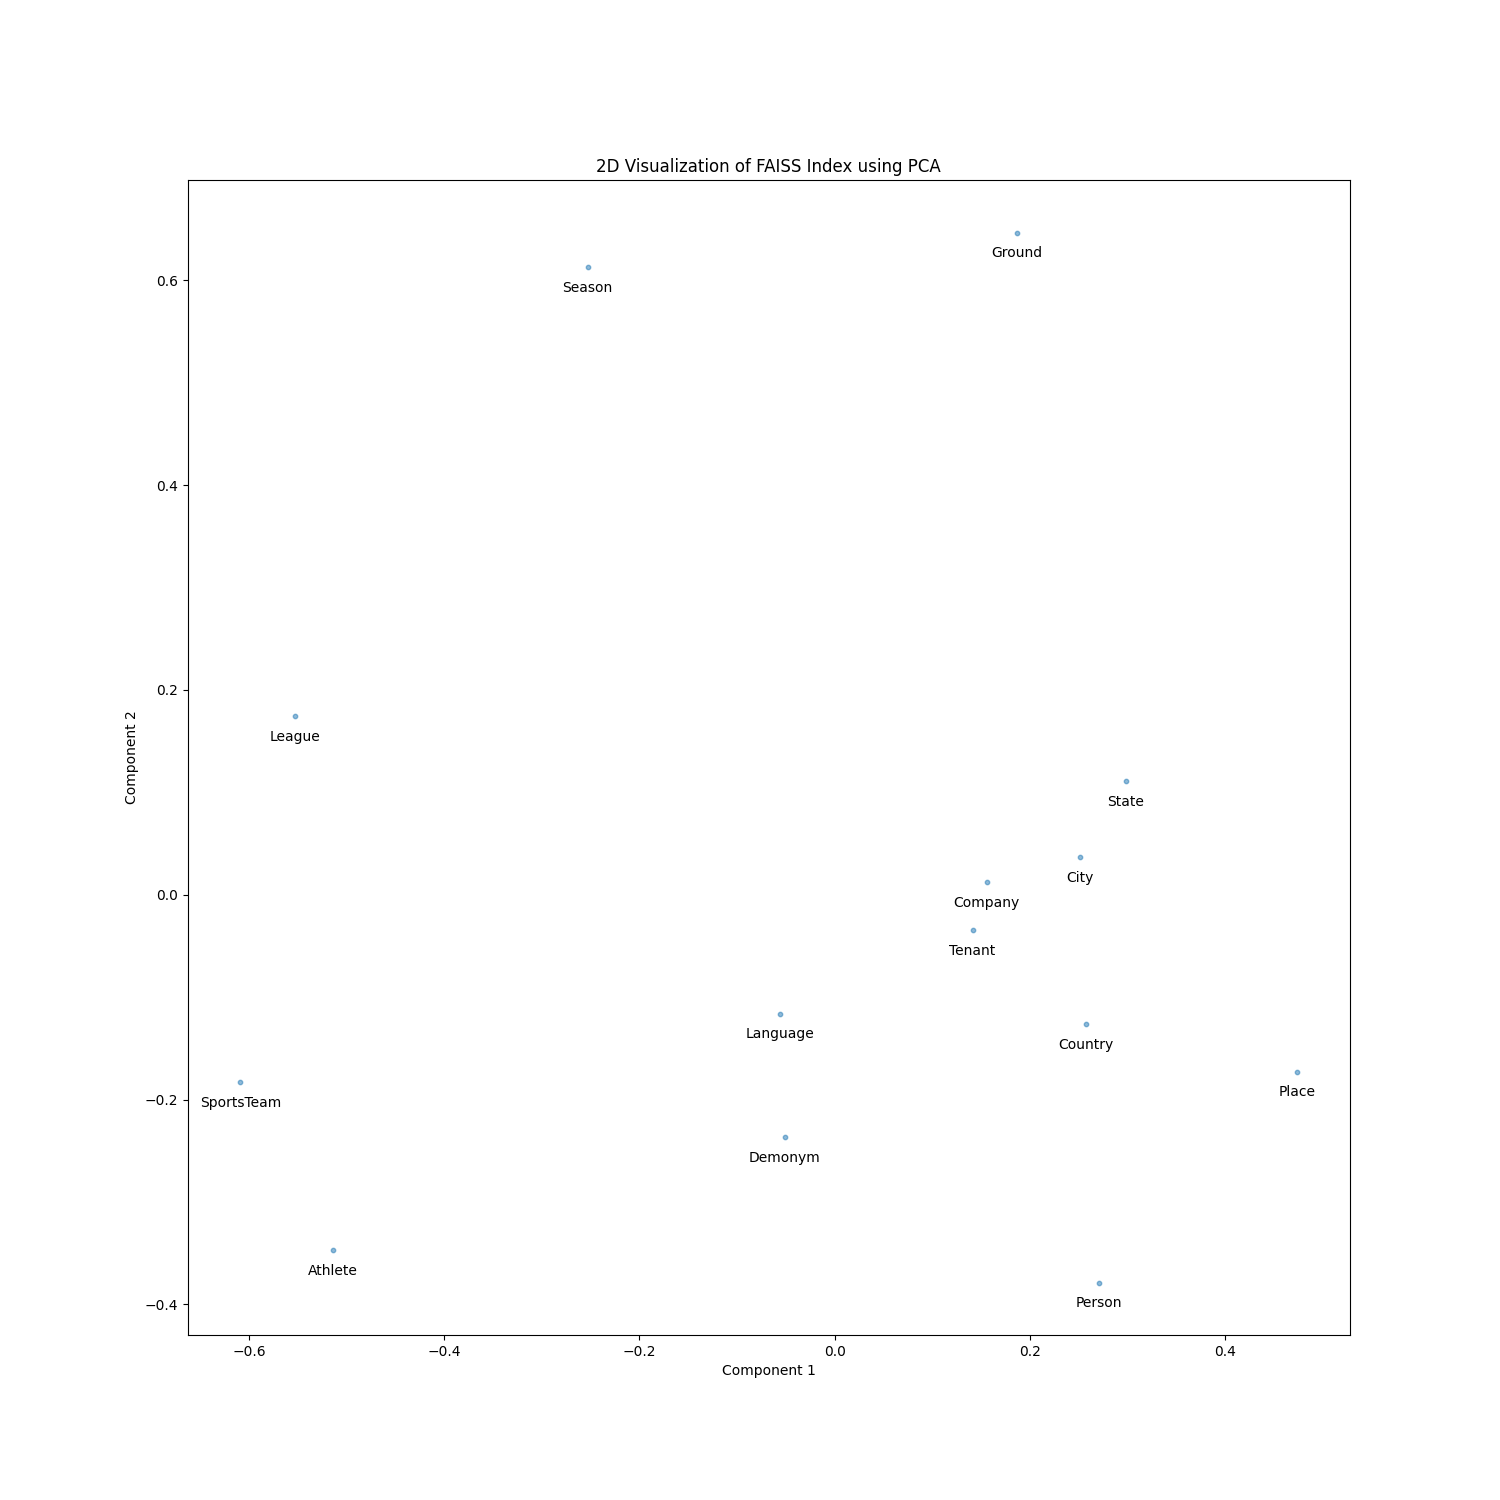 2D Visualization of FAISS Index using PCA
Ground
Season
0.6
0.4
0.2
League
Component 2
State
City
0.0
Company
Tenant
Language
Country
Place
−0.2
SportsTeam
Demonym
Athlete
Person
−0.4
−0.6 −0.4 −0.2 0.0 0.2 0.4
Component 1